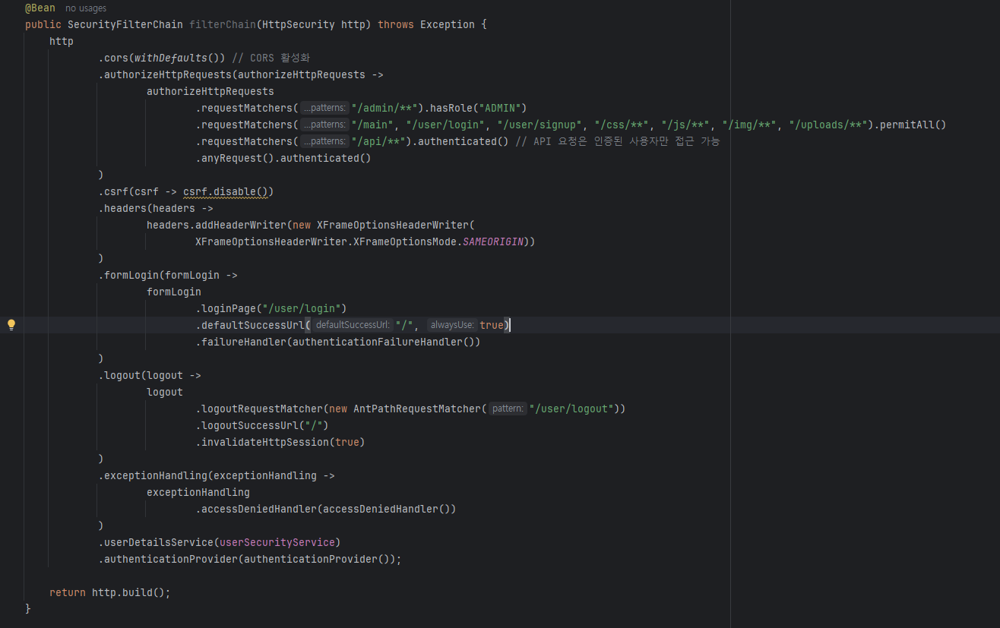 @Bean no usages
public SecurityFilterChain filterChain(HttpSecurity http) throws Exception {
http
.cors(withDefaults()) // CORS 활성화
.authorizeHttpRequests(authorizeHttpRequests ->
authorizeHttpRequests
.requestMatchers( ...patterns: "/admin/**").hasRole("ADMIN")
.requestMatchers( ...patterns: "/main", "/user/login", "/user/signup", "/css/**", "/js/**", "/img/**", "/uploads/**").permitAll()
.requestMatchers( ...patterns: "/api/**").authenticated() // API 요청은 인증된 사용자만 접근 가능
.anyRequest().authenticated()
)
.csrf(csrf -> csrf.disable())
.headers(headers ->
headers.addHeaderWriter(new XFrameOptionsHeaderWriter(
XFrameOptionsHeaderWriter.XFrameOptionsMode.SAMEORIGIN))
)
.formLogin(formLogin ->
formLogin
.loginPage("/user/login")
.defaultSuccessUrl( defaultSuccessUrl: "/", alwaysUse: true)
.failureHandler(authenticationFailureHandler())
)
.logout(logout ->
logout
.logoutRequestMatcher(new AntPathRequestMatcher( pattern: "/user/logout"))
.logoutSuccessUrl("/")
.invalidateHttpSession(true)
)
.exceptionHandling(exceptionHandling ->
exceptionHandling
.accessDeniedHandler(accessDeniedHandler())
)
.userDetailsService(userSecurityService)
.authenticationProvider(authenticationProvider());
return http.build();
}